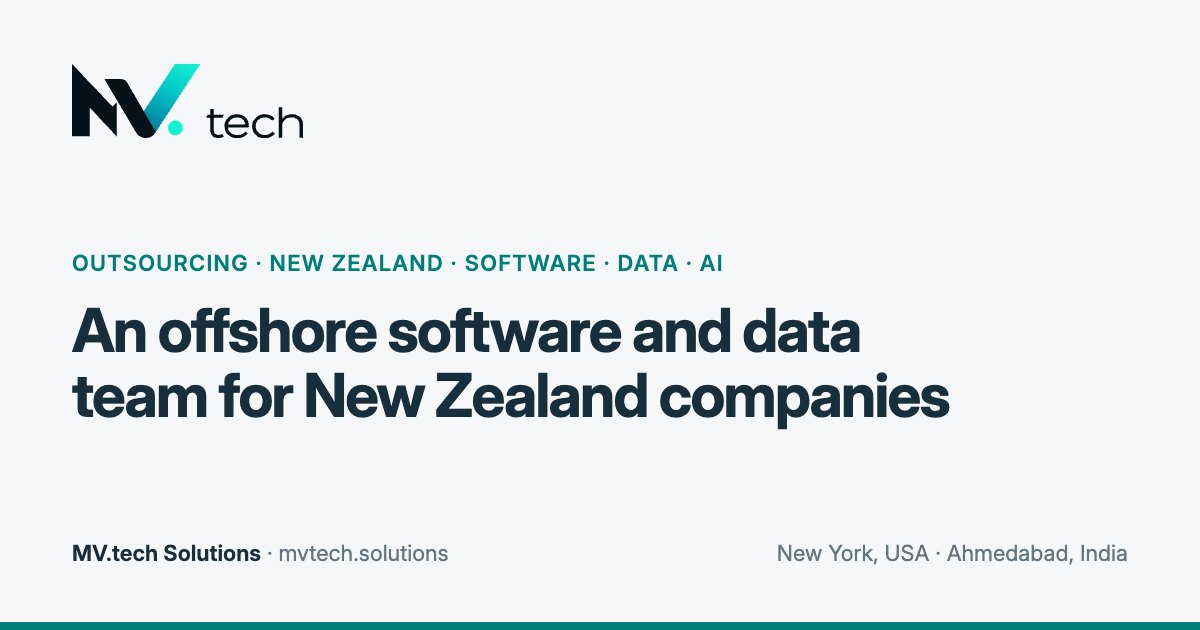 MV. tech
OUTSOURCING · NEW ZEALAND · SOFTWARE · DATA · AI
An offshore software and data
team for New Zealand companies
MV.tech Solutions · mvtech.solutions
New York, USA · Ahmedabad, India